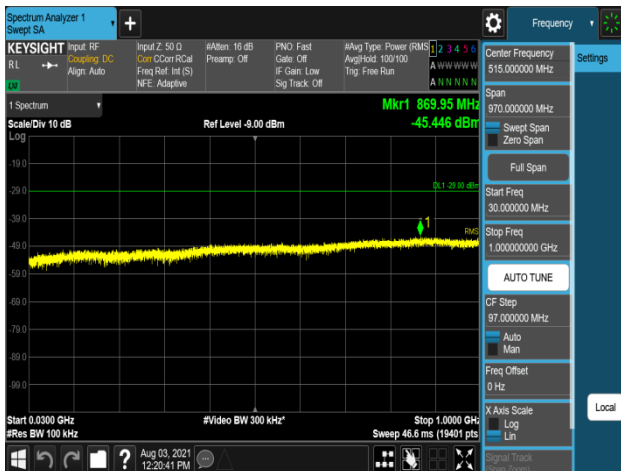 Spectrum Analyzer 1
Swept SA
Frequency
KEYSIGHT
RL
LXI
Input: RF
Coupling: DC
Align: Auto
Input Z: 50 Ω
Corr CCorr RCal
Freq Ref: Int (S)
NFE: Adaptive
#Atten: 16 dB
Preamp: Off
PNO: Fast
Gate: Off
IF Gain: Low
Sig Track: Off
#Avg Type: Power (RMS
Avg|Hold: 100/100
Trig: Free Run
1 2 3 4 5 6
A W W W W W
A N N N N N
1 Spectrum
Scale/Div 10 dB
Log
Ref Level -9.00 dBm
Mkr1 869.95 MHz
-45.446 dBm
-19.0
-29.0
DL1 -29.00 dBm
-39.0
1
RMS
-49.0
-59.0
-69.0
-79.0
-89.0
-99.0
Start 0.0300 GHz
#Res BW 100 kHz
#Video BW 300 kHz*
Stop 1.0000 GHz
Sweep 46.6 ms (19401 pts
?
Aug 03, 2021
12:20:41 PM
Center Frequency
515.000000 MHz
Span
970.000000 MHz
Swept Span
Zero Span
Full Span
Start Freq
30.000000 MHz
Stop Freq
1.000000000 GHz
AUTO TUNE
CF Step
97.000000 MHz
Auto
Man
Freq Offset
0 Hz
X Axis Scale
Log
Lin
Signal Track
(Span Zoom)
Settings
Local